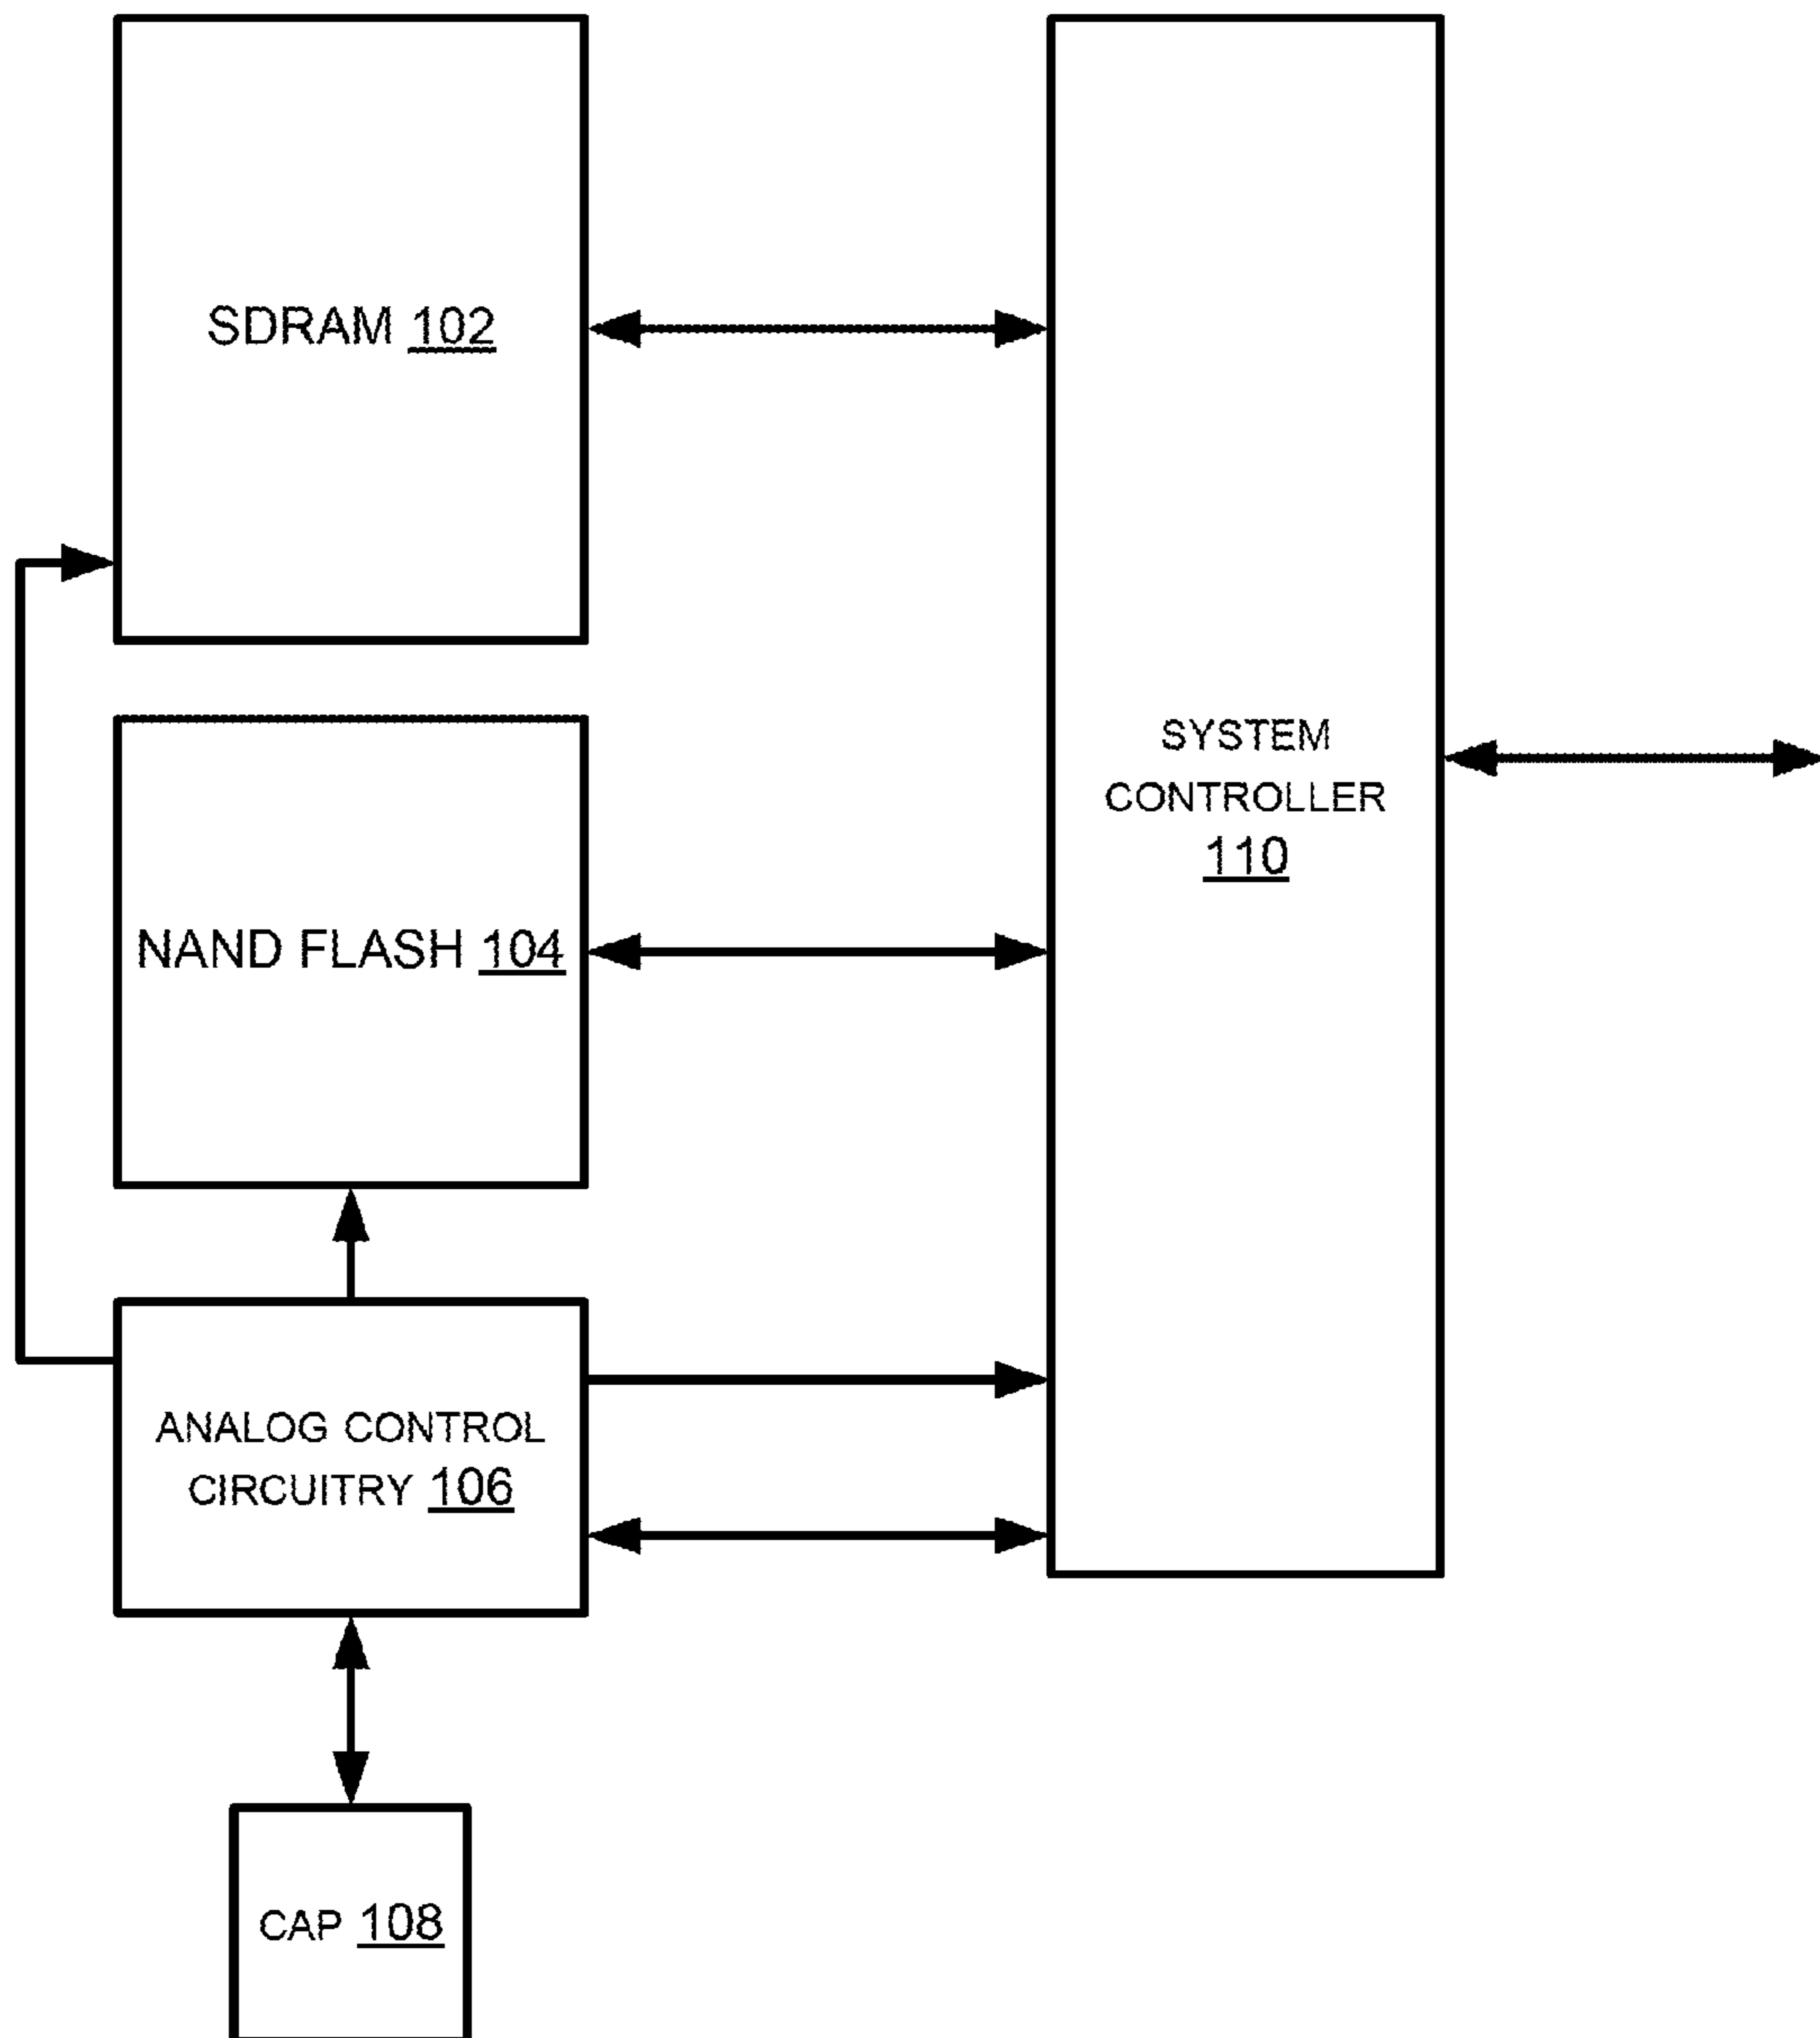 SDRAM 102
SYSTEM
CONTROLLER
110
NAND FLASH 104
ANALOG CONTROL
CIRCUITRY 106
CAP 108